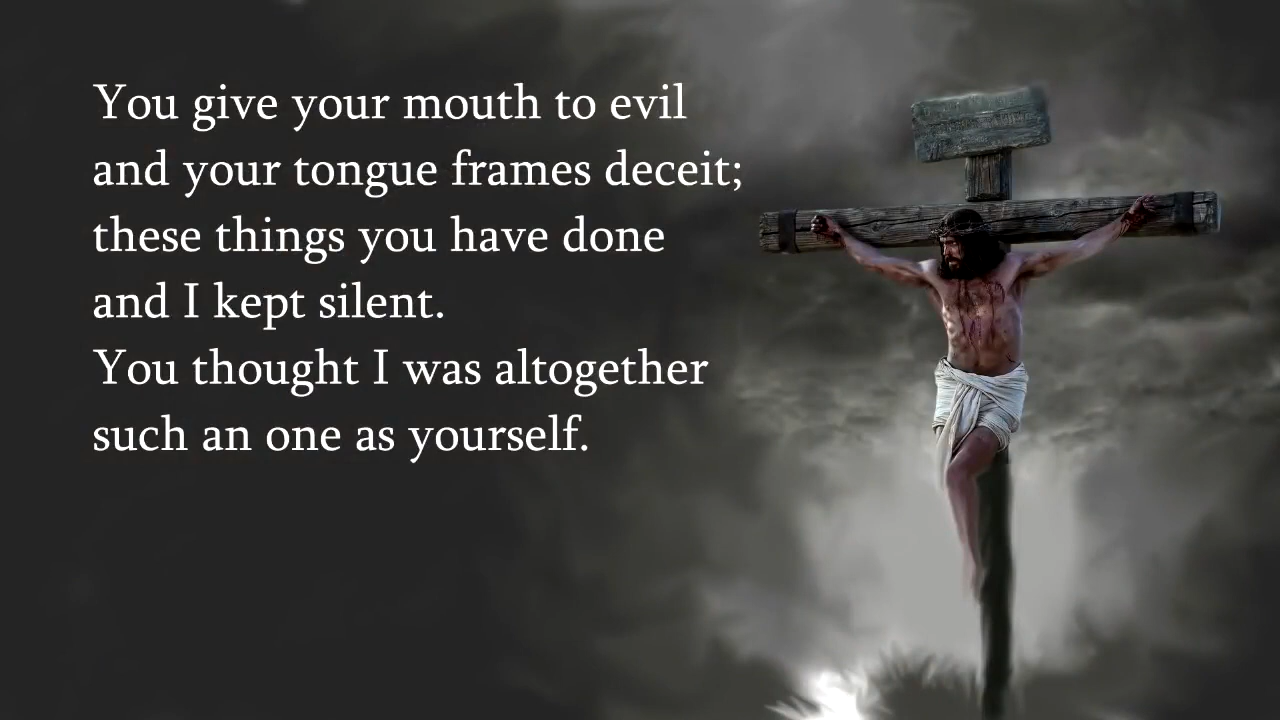 You give your mouth to evil
and your tongue frames deceit;
these things you have done
and I kept silent.
You thought I was altogether
such an one as yourself.